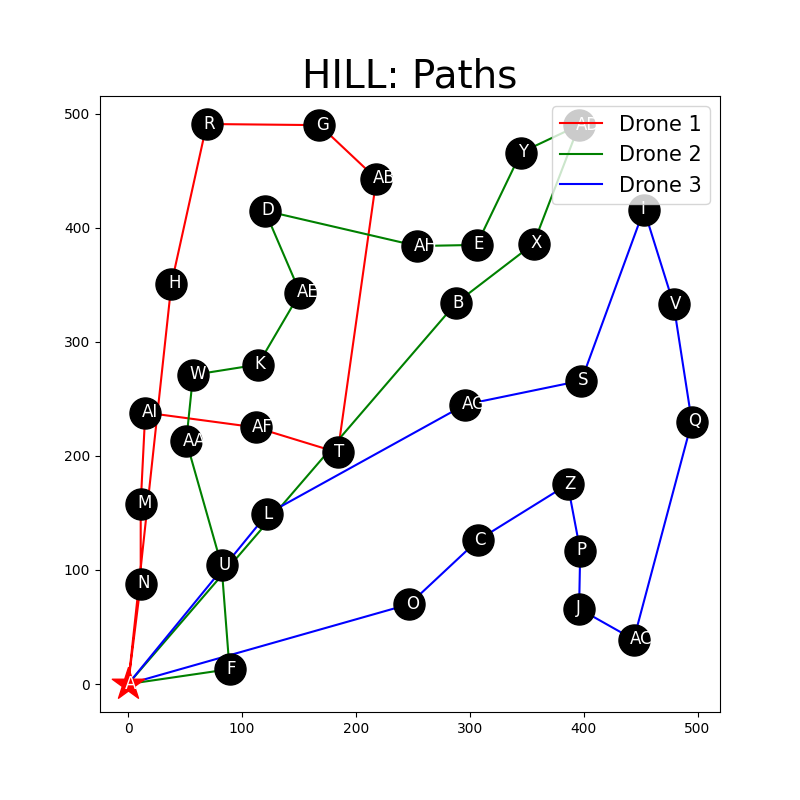 HILL: Paths
Drone 1
Drone 2
Drone 3
500
400
300
200
100
0
0
100
200
300
400
500
R
G
AB
Y
I
D
AH
E
X
H
AE
B
V
K
W
S
AI
AF
AG
Q
AA
T
Z
M
L
C
P
U
N
O
J
AC
F
A